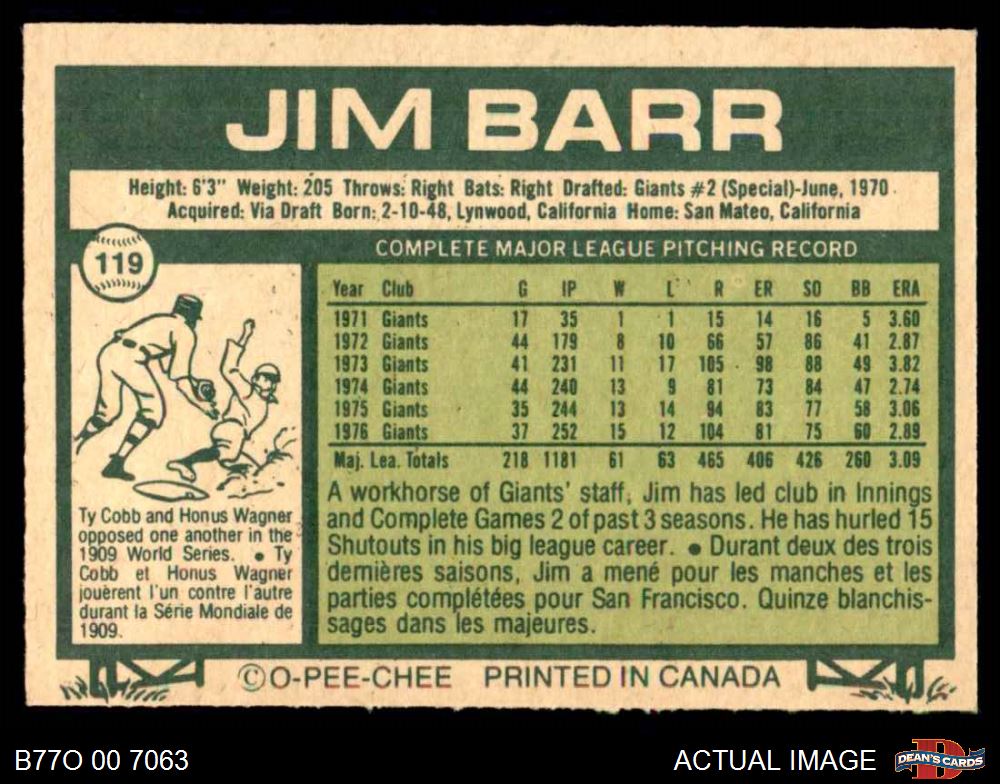 JIM BARR
Height: 6'3" Weight: 205 Throws: Right Bats: Right Drafted: Giants #2 (Special)-June, 1970
Acquired: Via Draft Born: 2-10-48, Lynwood, California Home: San Mateo, California
119
COMPLETE MAJOR LEAGUE PITCHING RECORD
Year Club G IP W L R ER SO BB ERA
1971 Giants 17 35 1 1 15 14 16 5 3.60
1972 Giants 44 179 8 10 66 57 86 41 2.87
1973 Giants 41 231 11 17 105 98 88 49 3.82
1974 Giants 44 240 13 9 81 73 84 47 2.74
1975 Giants 35 244 13 14 94 83 77 58 3.06
1976 Giants 37 252 15 12 104 81 75 60 2.89
Maj. Lea. Totals 218 1181 61 63 465 406 426 260 3.09
A workhorse of Giants' staff, Jim has led club in Innings
and Complete Games 2 of past 3 seasons. He has hurled 15
Shutouts in his big league career. ● Durant deux des trois
dernières saisons, Jim a mené pour les manches et les
parties complétées pour San Francisco. Quinze blanchis-
sages dans les majeures.
Ty Cobb and Honus Wagner
opposed one another in the
1909 World Series. ● Ty
Cobb et Honus Wagner
jouèrent l'un contre l'autre
durant la Série Mondiale de
1909.
©O-PEE-CHEE PRINTED IN CANADA
B77O 00 7063
ACTUAL IMAGE
DEAN'S CARDS